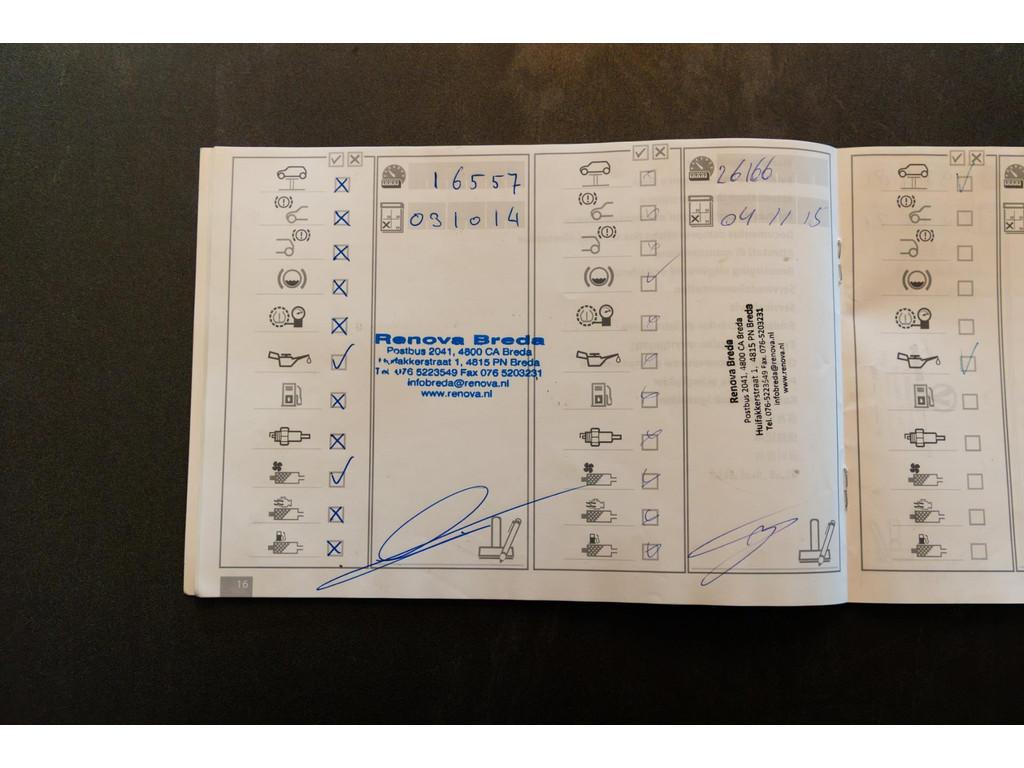 16557
031014
Renova Breda
Postbus 2041, 4800 CA Breda
Huifakkerstraat 1, 4815 PN Breda
Tel. 076 5223549 Fax 076 5203231
infobreda@renova.nl
www.renova.nl
26166
04 11 15
Renova Breda
Postbus 2041, 4800 CA Breda
Huifakkerstraat 1, 4815 PN Breda
Tel. 076-5223549 Fax. 076-5203231
infobreda@renova.nl
www.renova.nl
16